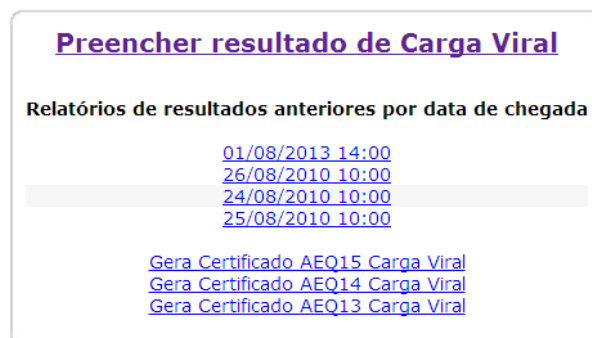 Preencher resultado de Carga Viral
Relatórios de resultados anteriores por data de chegada
01/08/2013 14:00
26/08/2010 10:00
24/08/2010 10:00
25/08/2010 10:00
Gera Certificado AEQ15 Carga Viral
Gera Certificado AEQ14 Carga Viral
Gera Certificado AEQ13 Carga Viral